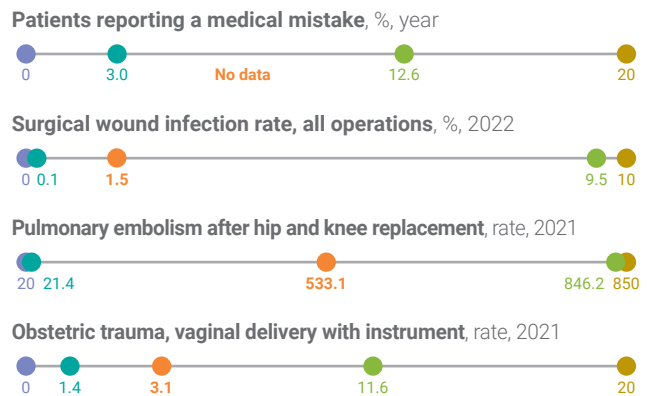 Patients reporting a medical mistake, %, year
0 3.0 No data 12.6 20
Surgical wound infection rate, all operations, %, 2022
0 0.1 1.5 9.5 10
Pulmonary embolism after hip and knee replacement, rate, 2021
20 21.4 533.1 846.2 850
Obstetric trauma, vaginal delivery with instrument, rate, 2021
0 1.4 3.1 11.6 20